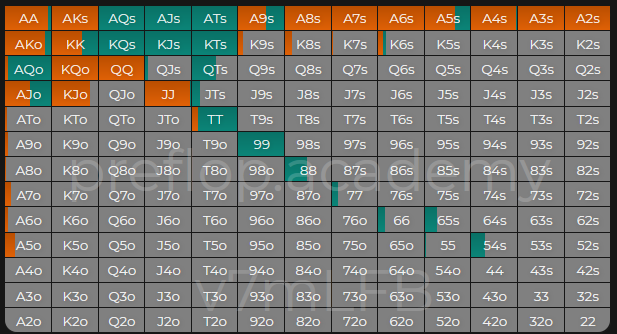 AA AKs AQs AJs ATs A9s A8s A7s A6s A5s A4s A3s A2s
AKo KK KQs KJs KTs K9s K8s K7s K6s K5s K4s K3s K2s
AQo KQo QQ QJs QTs Q9s Q8s Q7s Q6s Q5s Q4s Q3s Q2s
AJo KJo QJo JJ JTs J9s J8s J7s J6s J5s J4s J3s J2s
ATo KTo QTo JTo TT T9s T8s T7s T6s T5s T4s T3s T2s
A9o K9o Q9o J9o T9o 99 98s 97s 96s 95s 94s 93s 92s
A8o K8o Q8o J8o T8o 98o 88 87s 86s 85s 84s 83s 82s
preflop.academy
A7o K7o Q7o J7o T7o 97o 87o 77 76s 75s 74s 73s 72s
A6o K6o Q6o J6o T6o 96o 86o 76o 66 65s 64s 63s 62s
A5o K5o Q5o J5o T5o 95o 85o 75o 65o 55 54s 53s 52s
A4o K4o Q4o J4o T4o 94o 84o 74o 64o 54o 44 43s 42s
v7mLFB
A3o K3o Q3o J3o T3o 93o 83o 73o 63o 53o 43o 33 32s
A2o K2o Q2o J2o T2o 92o 82o 72o 62o 52o 42o 32o 22